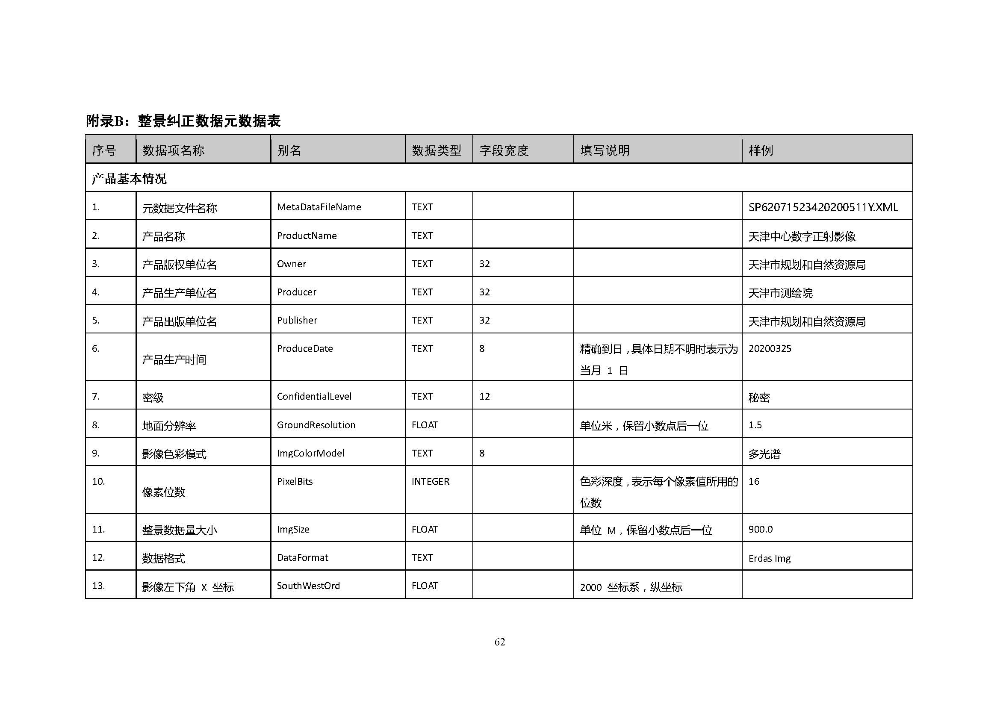 附录B：整景纠正数据元数据表
序号 数据项名称 别名 数据类型 字段宽度 填写说明 样例
产品基本情况
1. 元数据文件名称 MetaDataFileName TEXT SP62071523420200511Y.XML
2. 产品名称 ProductName TEXT 天津中心数字正射影像
3. 产品版权单位名 Owner TEXT 32 天津市规划和自然资源局
4. 产品生产单位名 Producer TEXT 32 天津市测绘院
5. 产品出版单位名 Publisher TEXT 32 天津市规划和自然资源局
6. 产品生产时间 ProduceDate TEXT 8 精确到日，具体日期不明时表示为 20200325
当月 1 日
7. 密级 ConfidentialLevel TEXT 12 秘密
8. 地面分辨率 GroundResolution FLOAT 单位米，保留小数点后一位 1.5
9. 影像色彩模式 ImgColorModel TEXT 8 多光谱
10. 像素位数 PixelBits INTEGER 色彩深度，表示每个像素值所用的 16
位数
11. 整景数据量大小 ImgSize FLOAT 单位 M，保留小数点后一位 900.0
12. 数据格式 DataFormat TEXT Erdas Img
13. 影像左下角 X 坐标 SouthWestOrd FLOAT 2000 坐标系，纵坐标
62